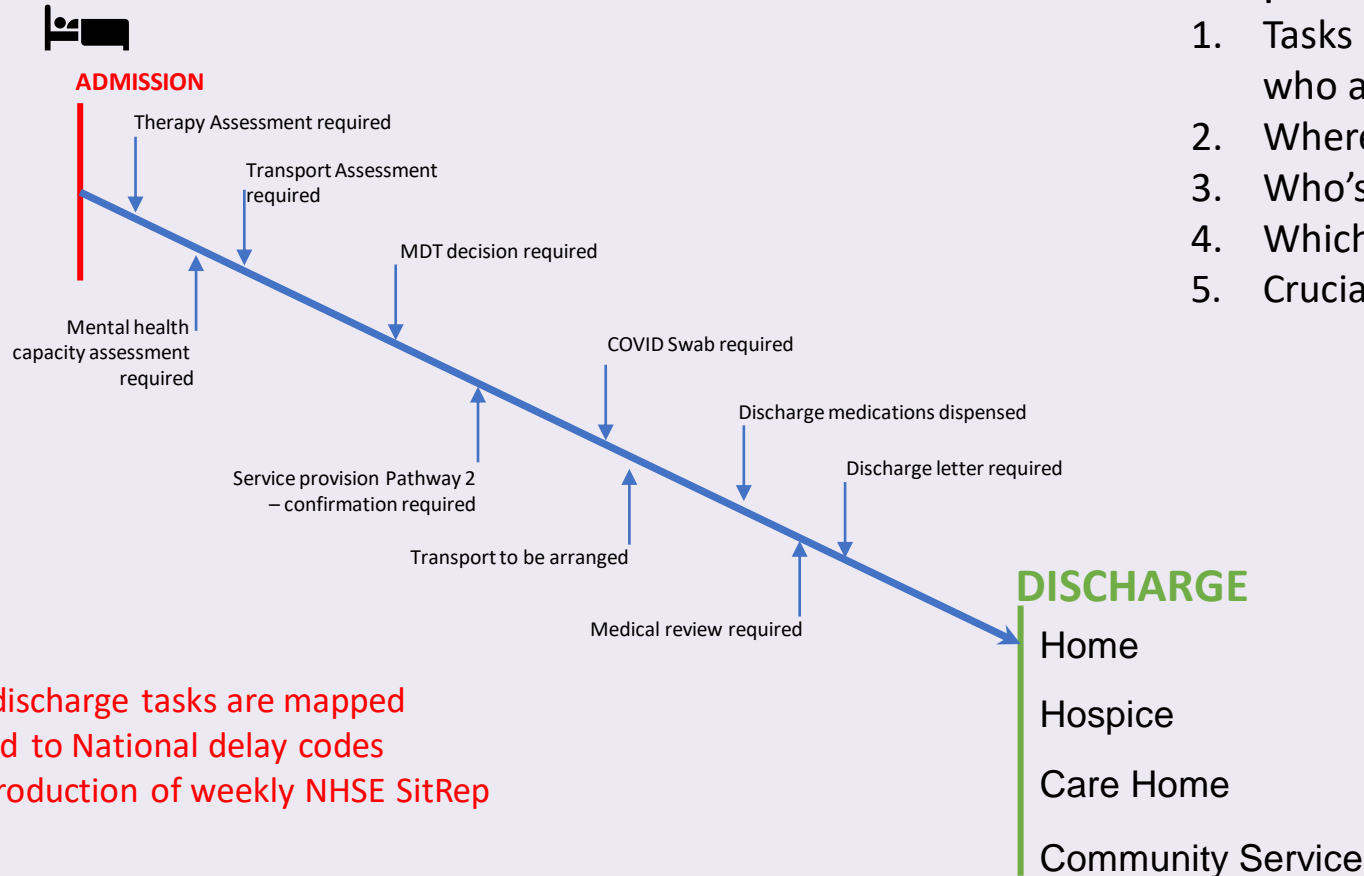 ADMISSION
Therapy Assessment required
Transport Assessment
required
MDT decision required
Mental health
capacity assessment
required
COVID Swab required
Discharge medications dispensed
Discharge letter required
Service provision Pathway 2
– confirmation required
Transport to be arranged
Medical review required
1. Tasks
who a
2. Where
3. Who's
4. Which
5. Crucia
DISCHARGE
Home
Hospice
Care Home
Community Service
discharge tasks are mapped
d to National delay codes
roduction of weekly NHSE SitRep